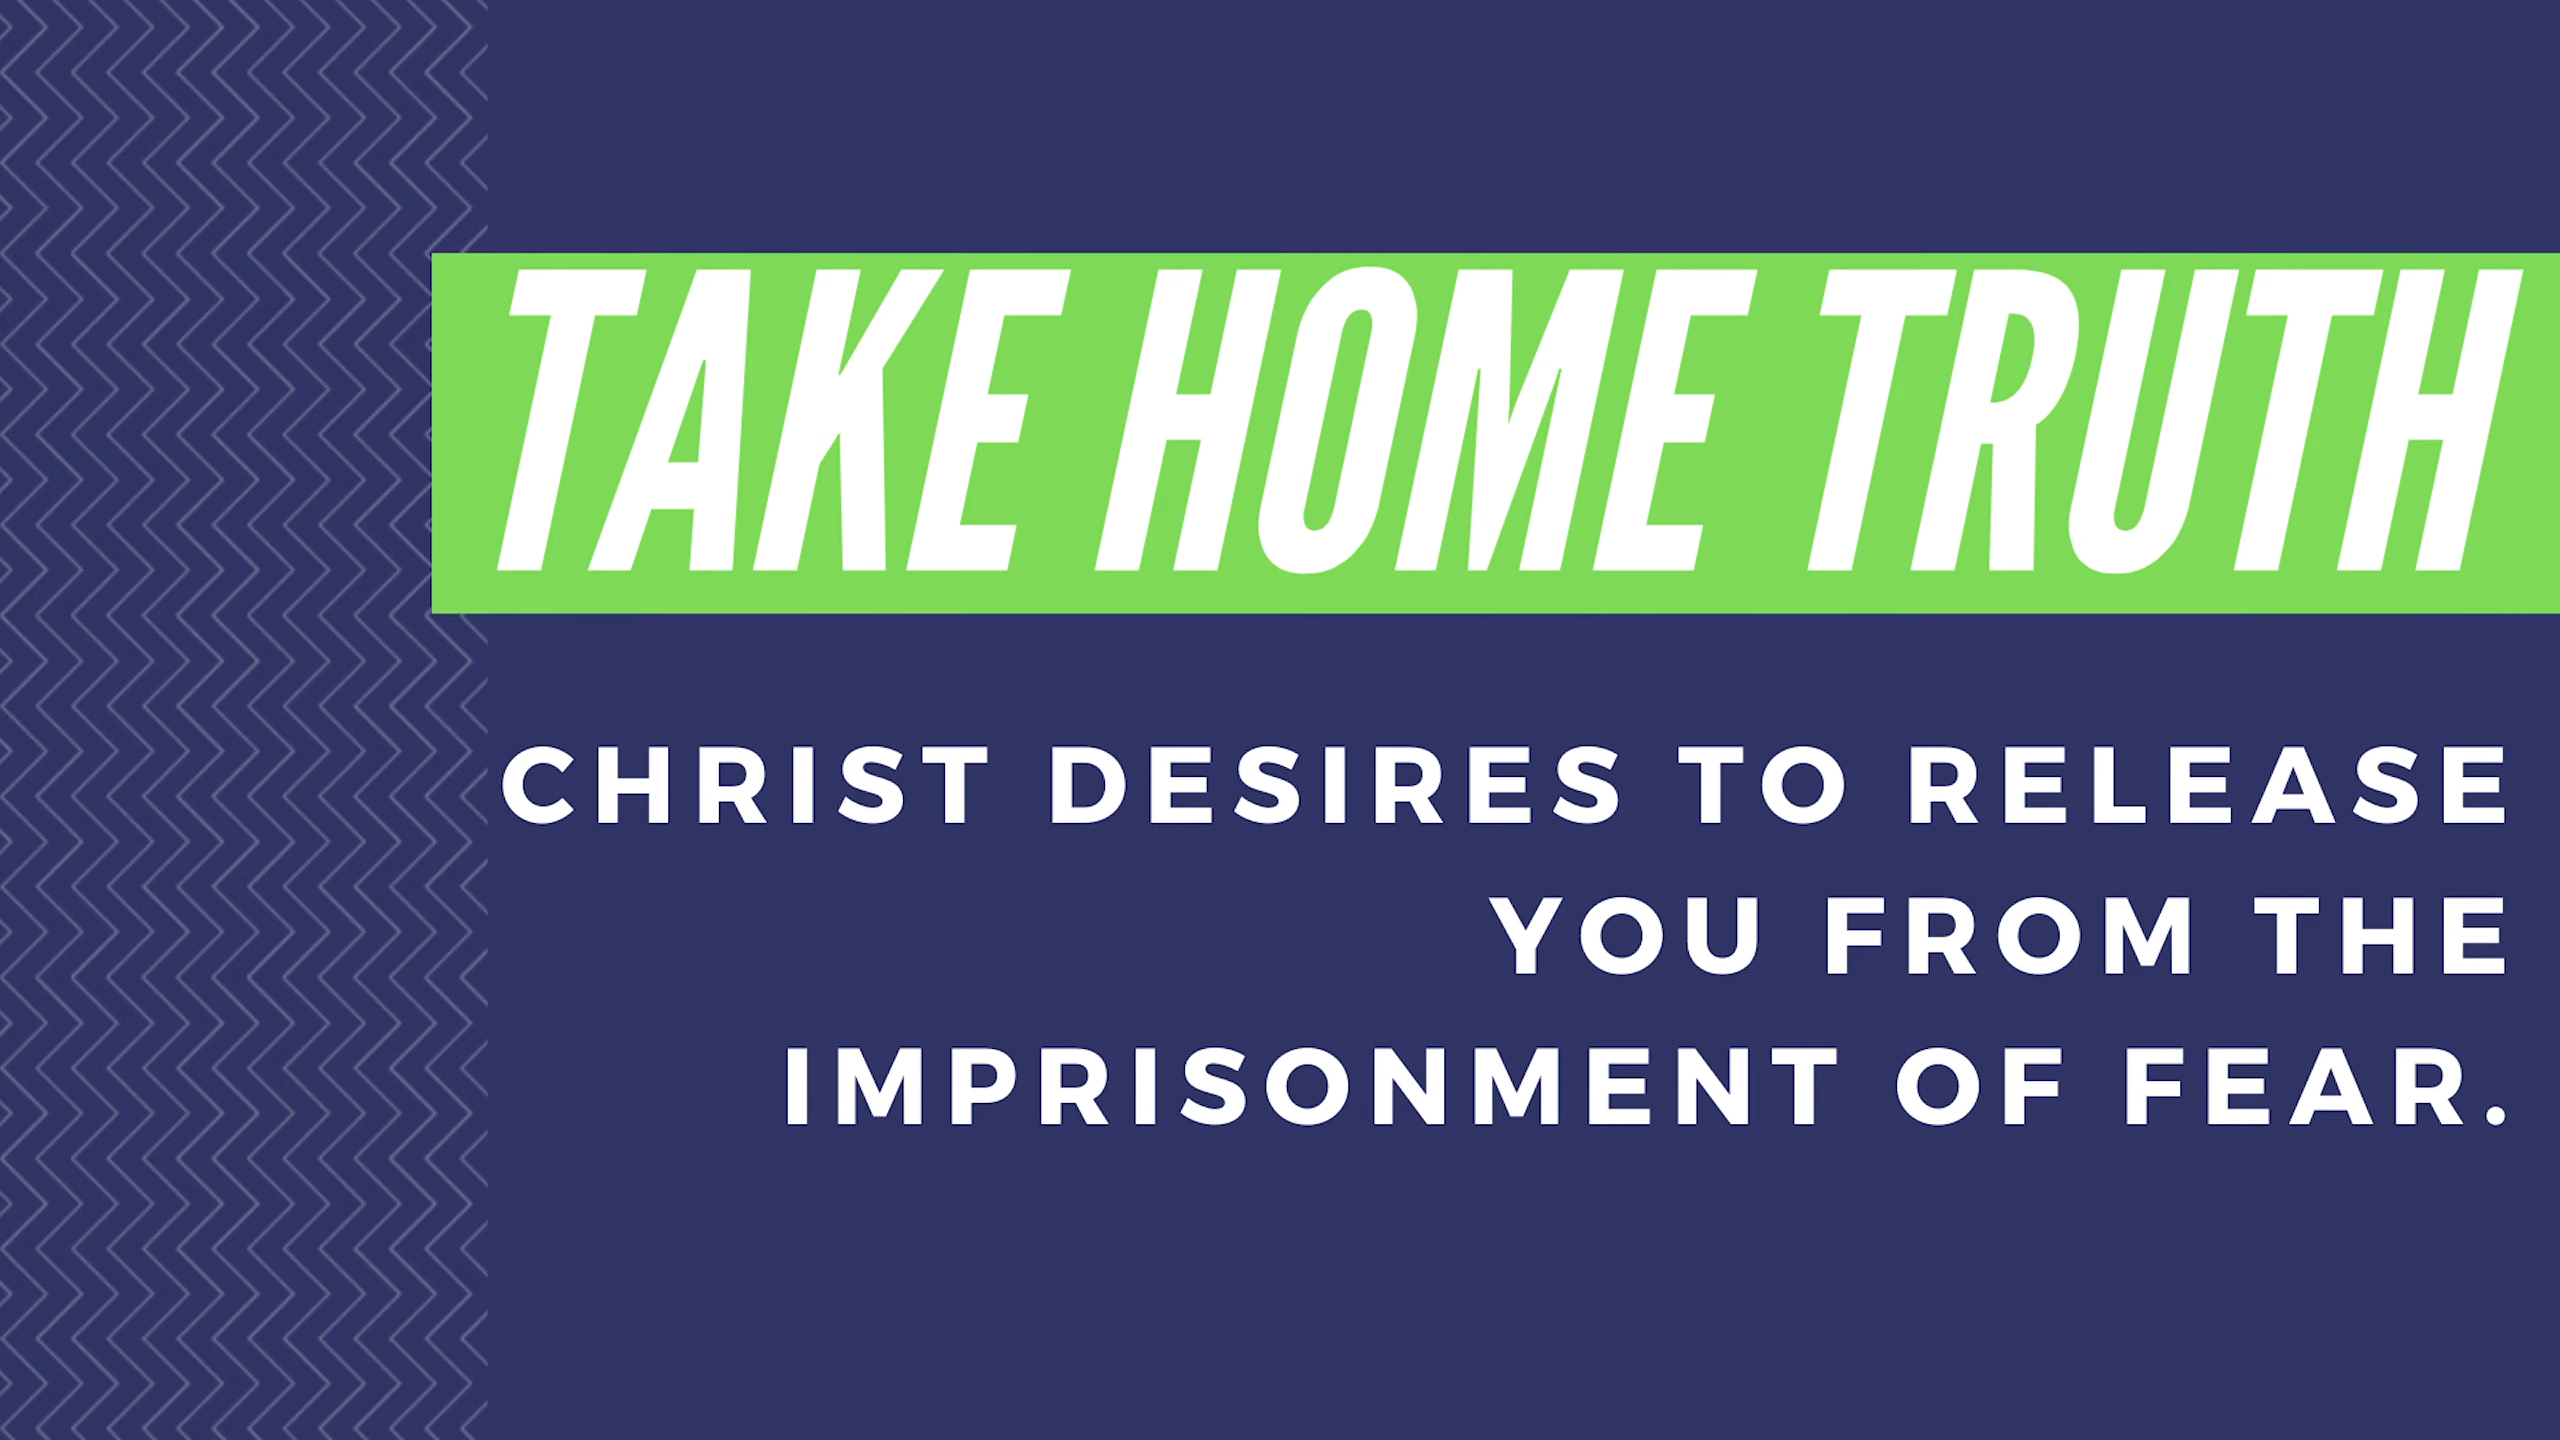 TAKE HOME TRUTH
CHRIST DESIRES TO RELEASE
YOU FROM THE
IMPRISONMENT OF FEAR.